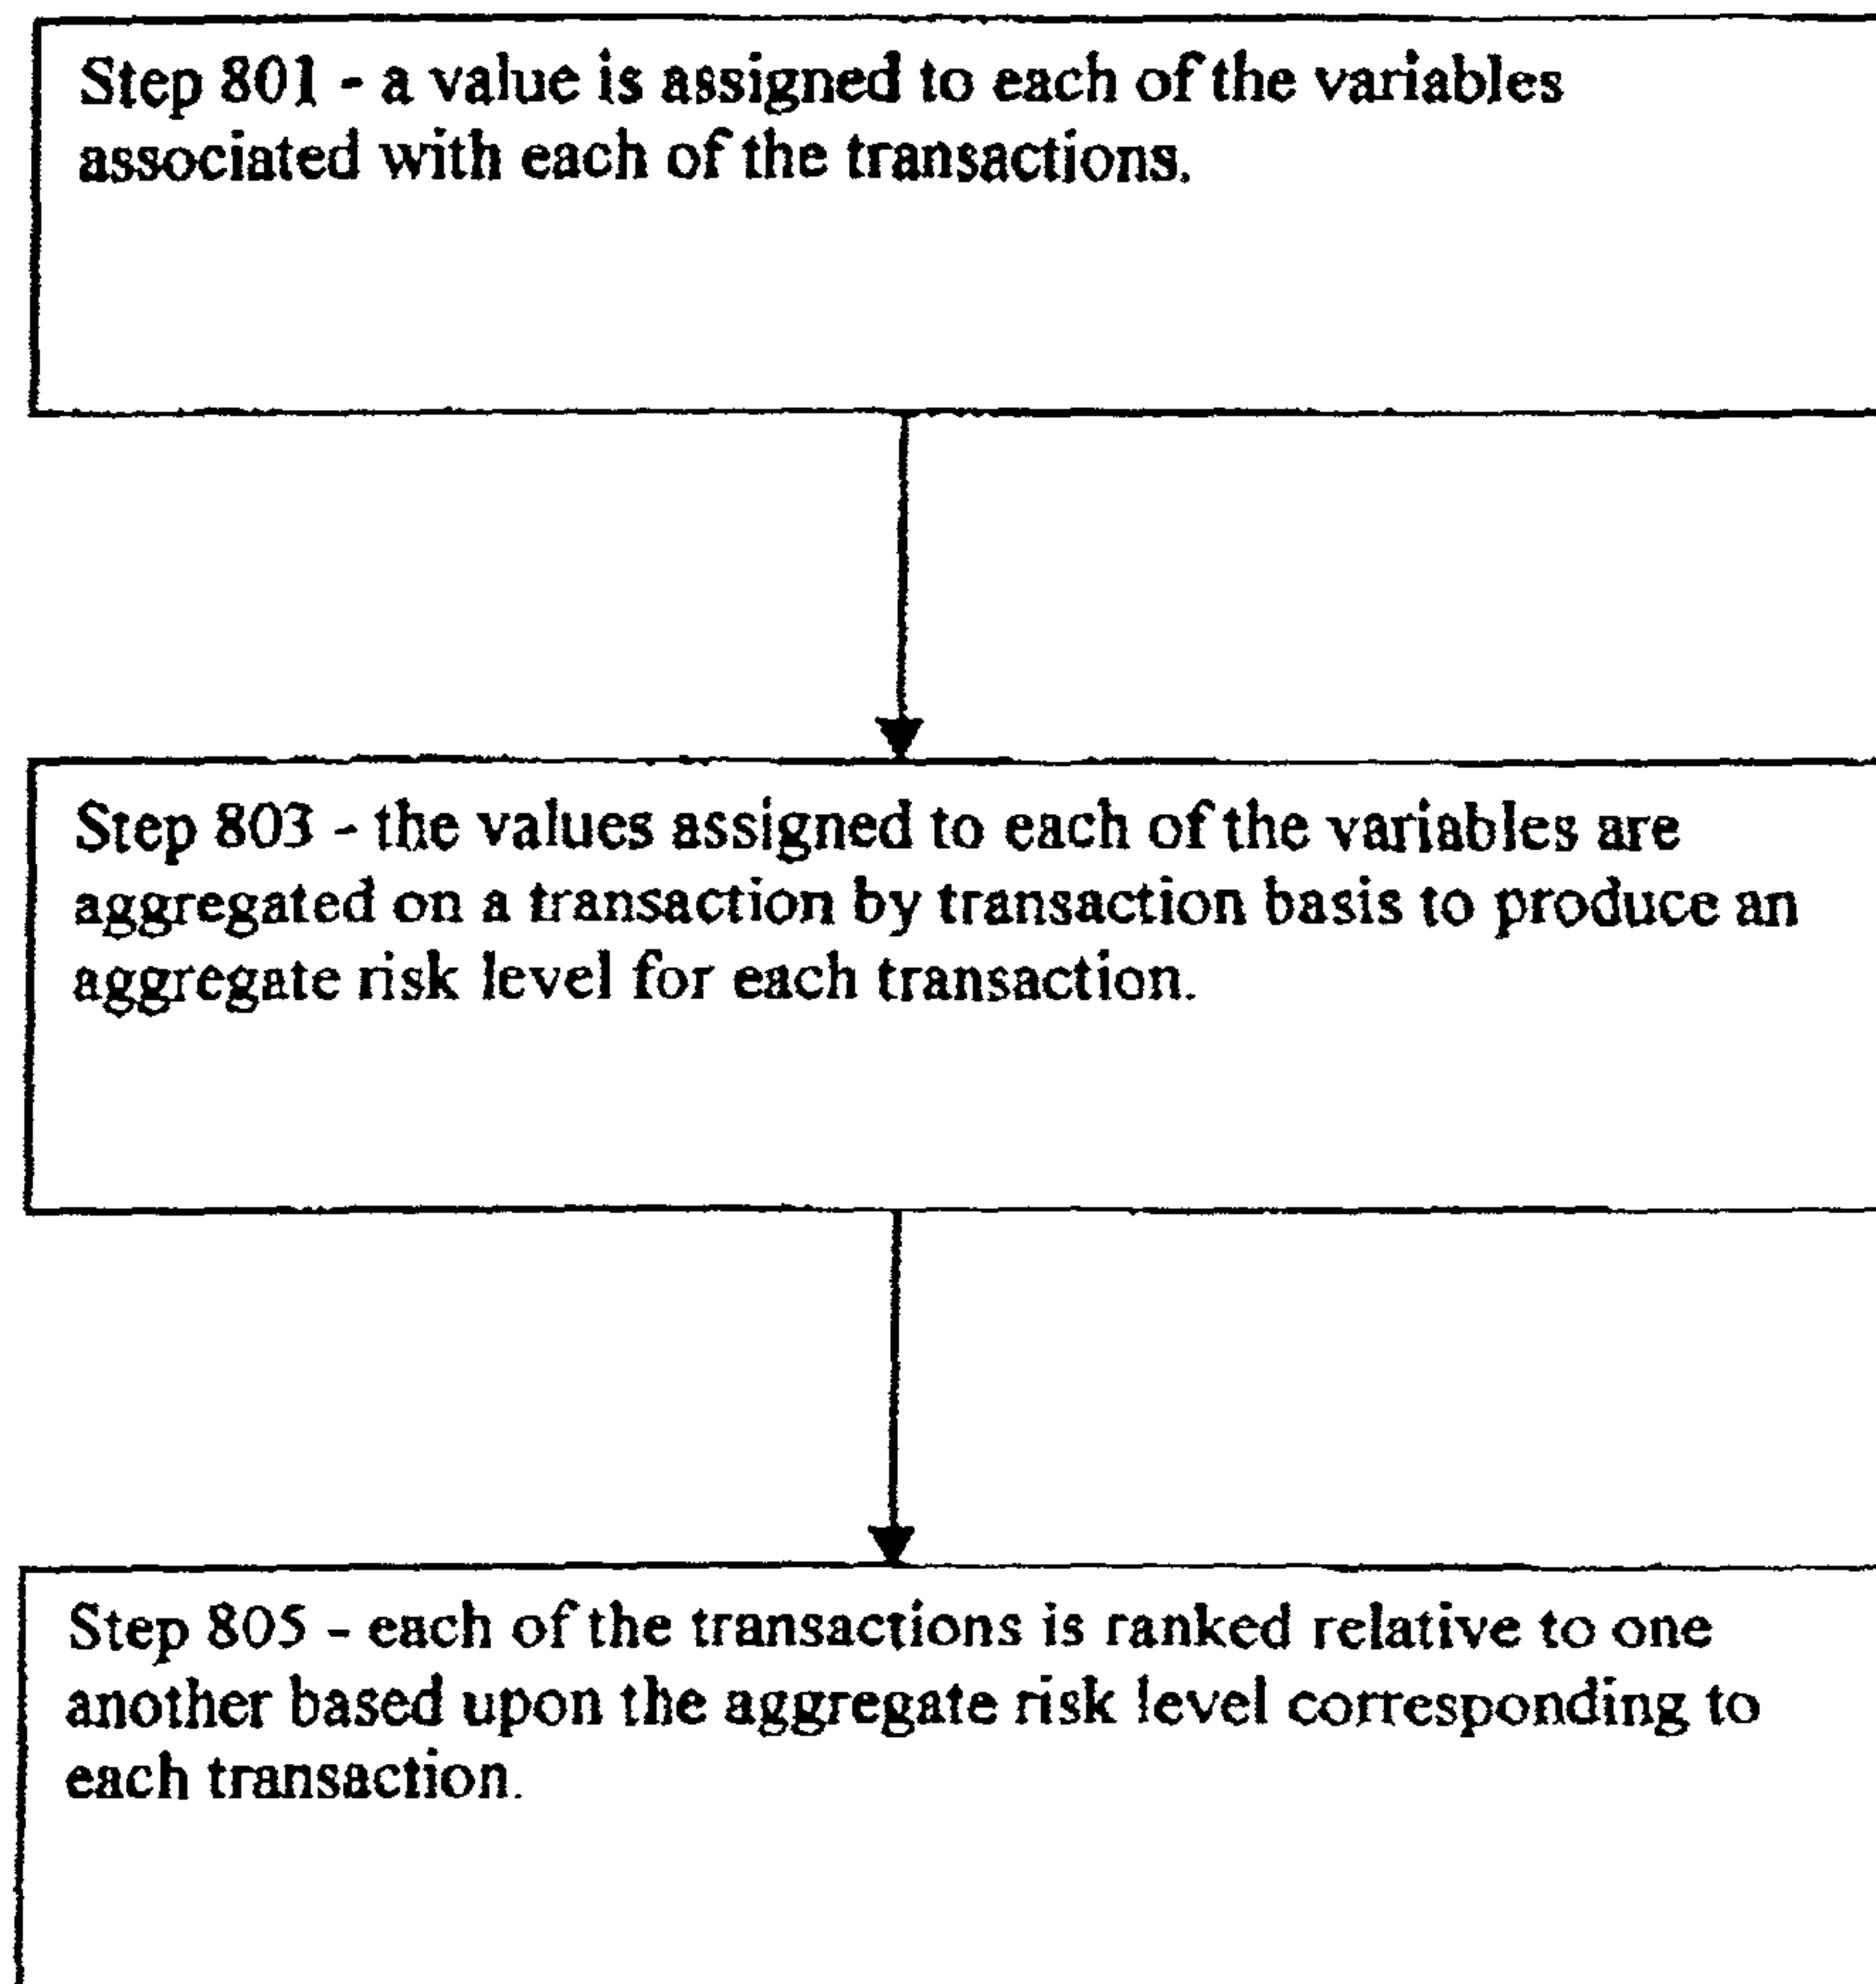 Step 801 - a value is assigned to each of the variables
associated with each of the transactions.
Step 803 - the values assigned to each of the variables are
aggregated on a transaction by transaction basis to produce an
aggregate risk level for each transaction.
Step 805 - each of the transactions is ranked relative to one
another based upon the aggregate risk level corresponding to
each transaction.